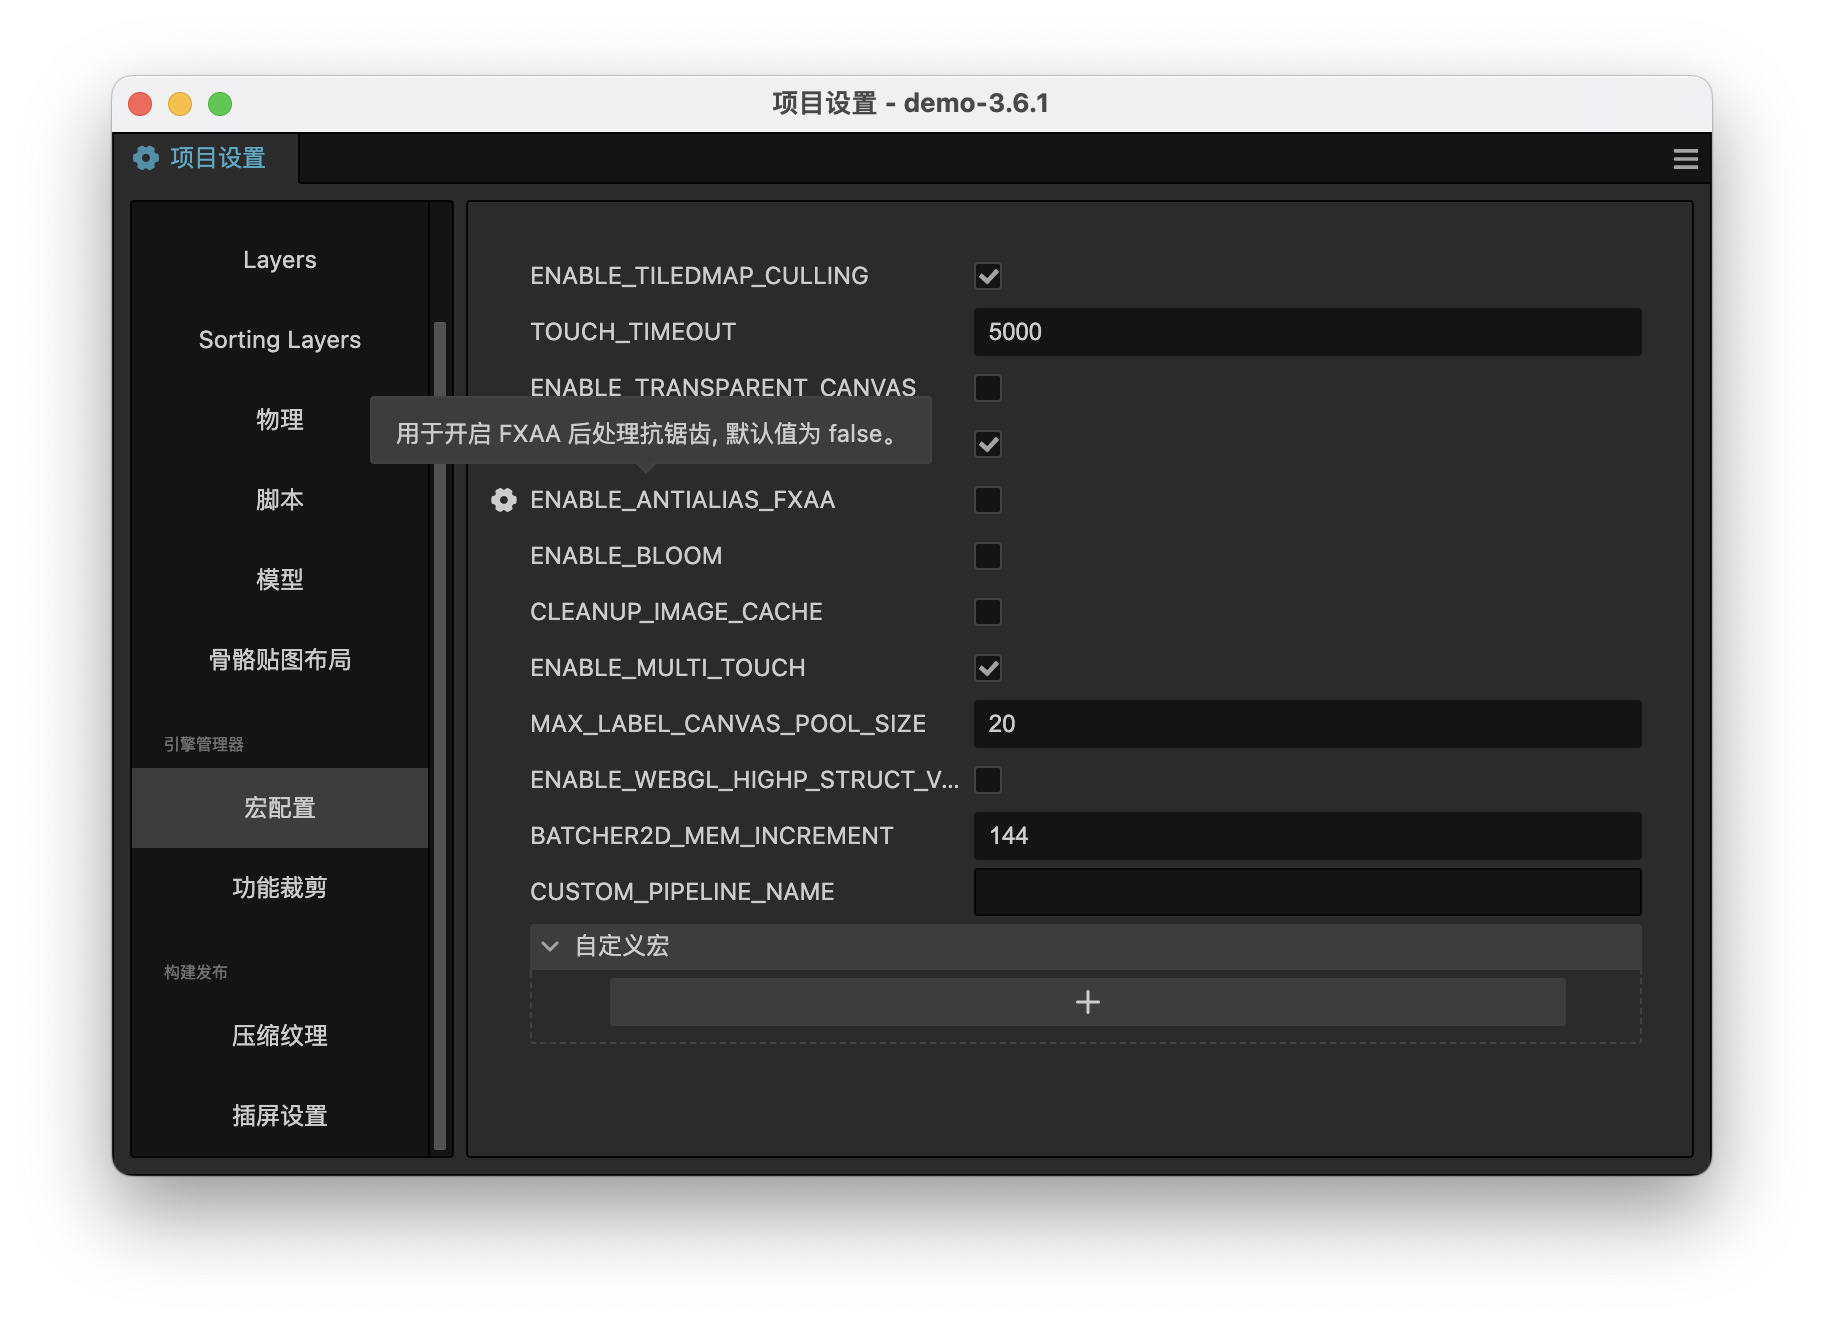 项目设置 - demo-3.6.1
项目设置
Layers
Sorting Layers
物理
脚本
模型
骨骼贴图布局
引擎管理器
宏配置
功能裁剪
构建发布
压缩纹理
插屏设置
ENABLE_TILEDMAP_CULLING
TOUCH_TIMEOUT
5000
ENABLE_TRANSPARENT_CANVAS
用于开启 FXAA 后处理抗锯齿, 默认值为 false。
ENABLE_ANTIALIAS_FXAA
ENABLE_BLOOM
CLEANUP_IMAGE_CACHE
ENABLE_MULTI_TOUCH
MAX_LABEL_CANVAS_POOL_SIZE
20
ENABLE_WEBGL_HIGHP_STRUCT_V...
BATCHER2D_MEM_INCREMENT
144
CUSTOM_PIPELINE_NAME
自定义宏